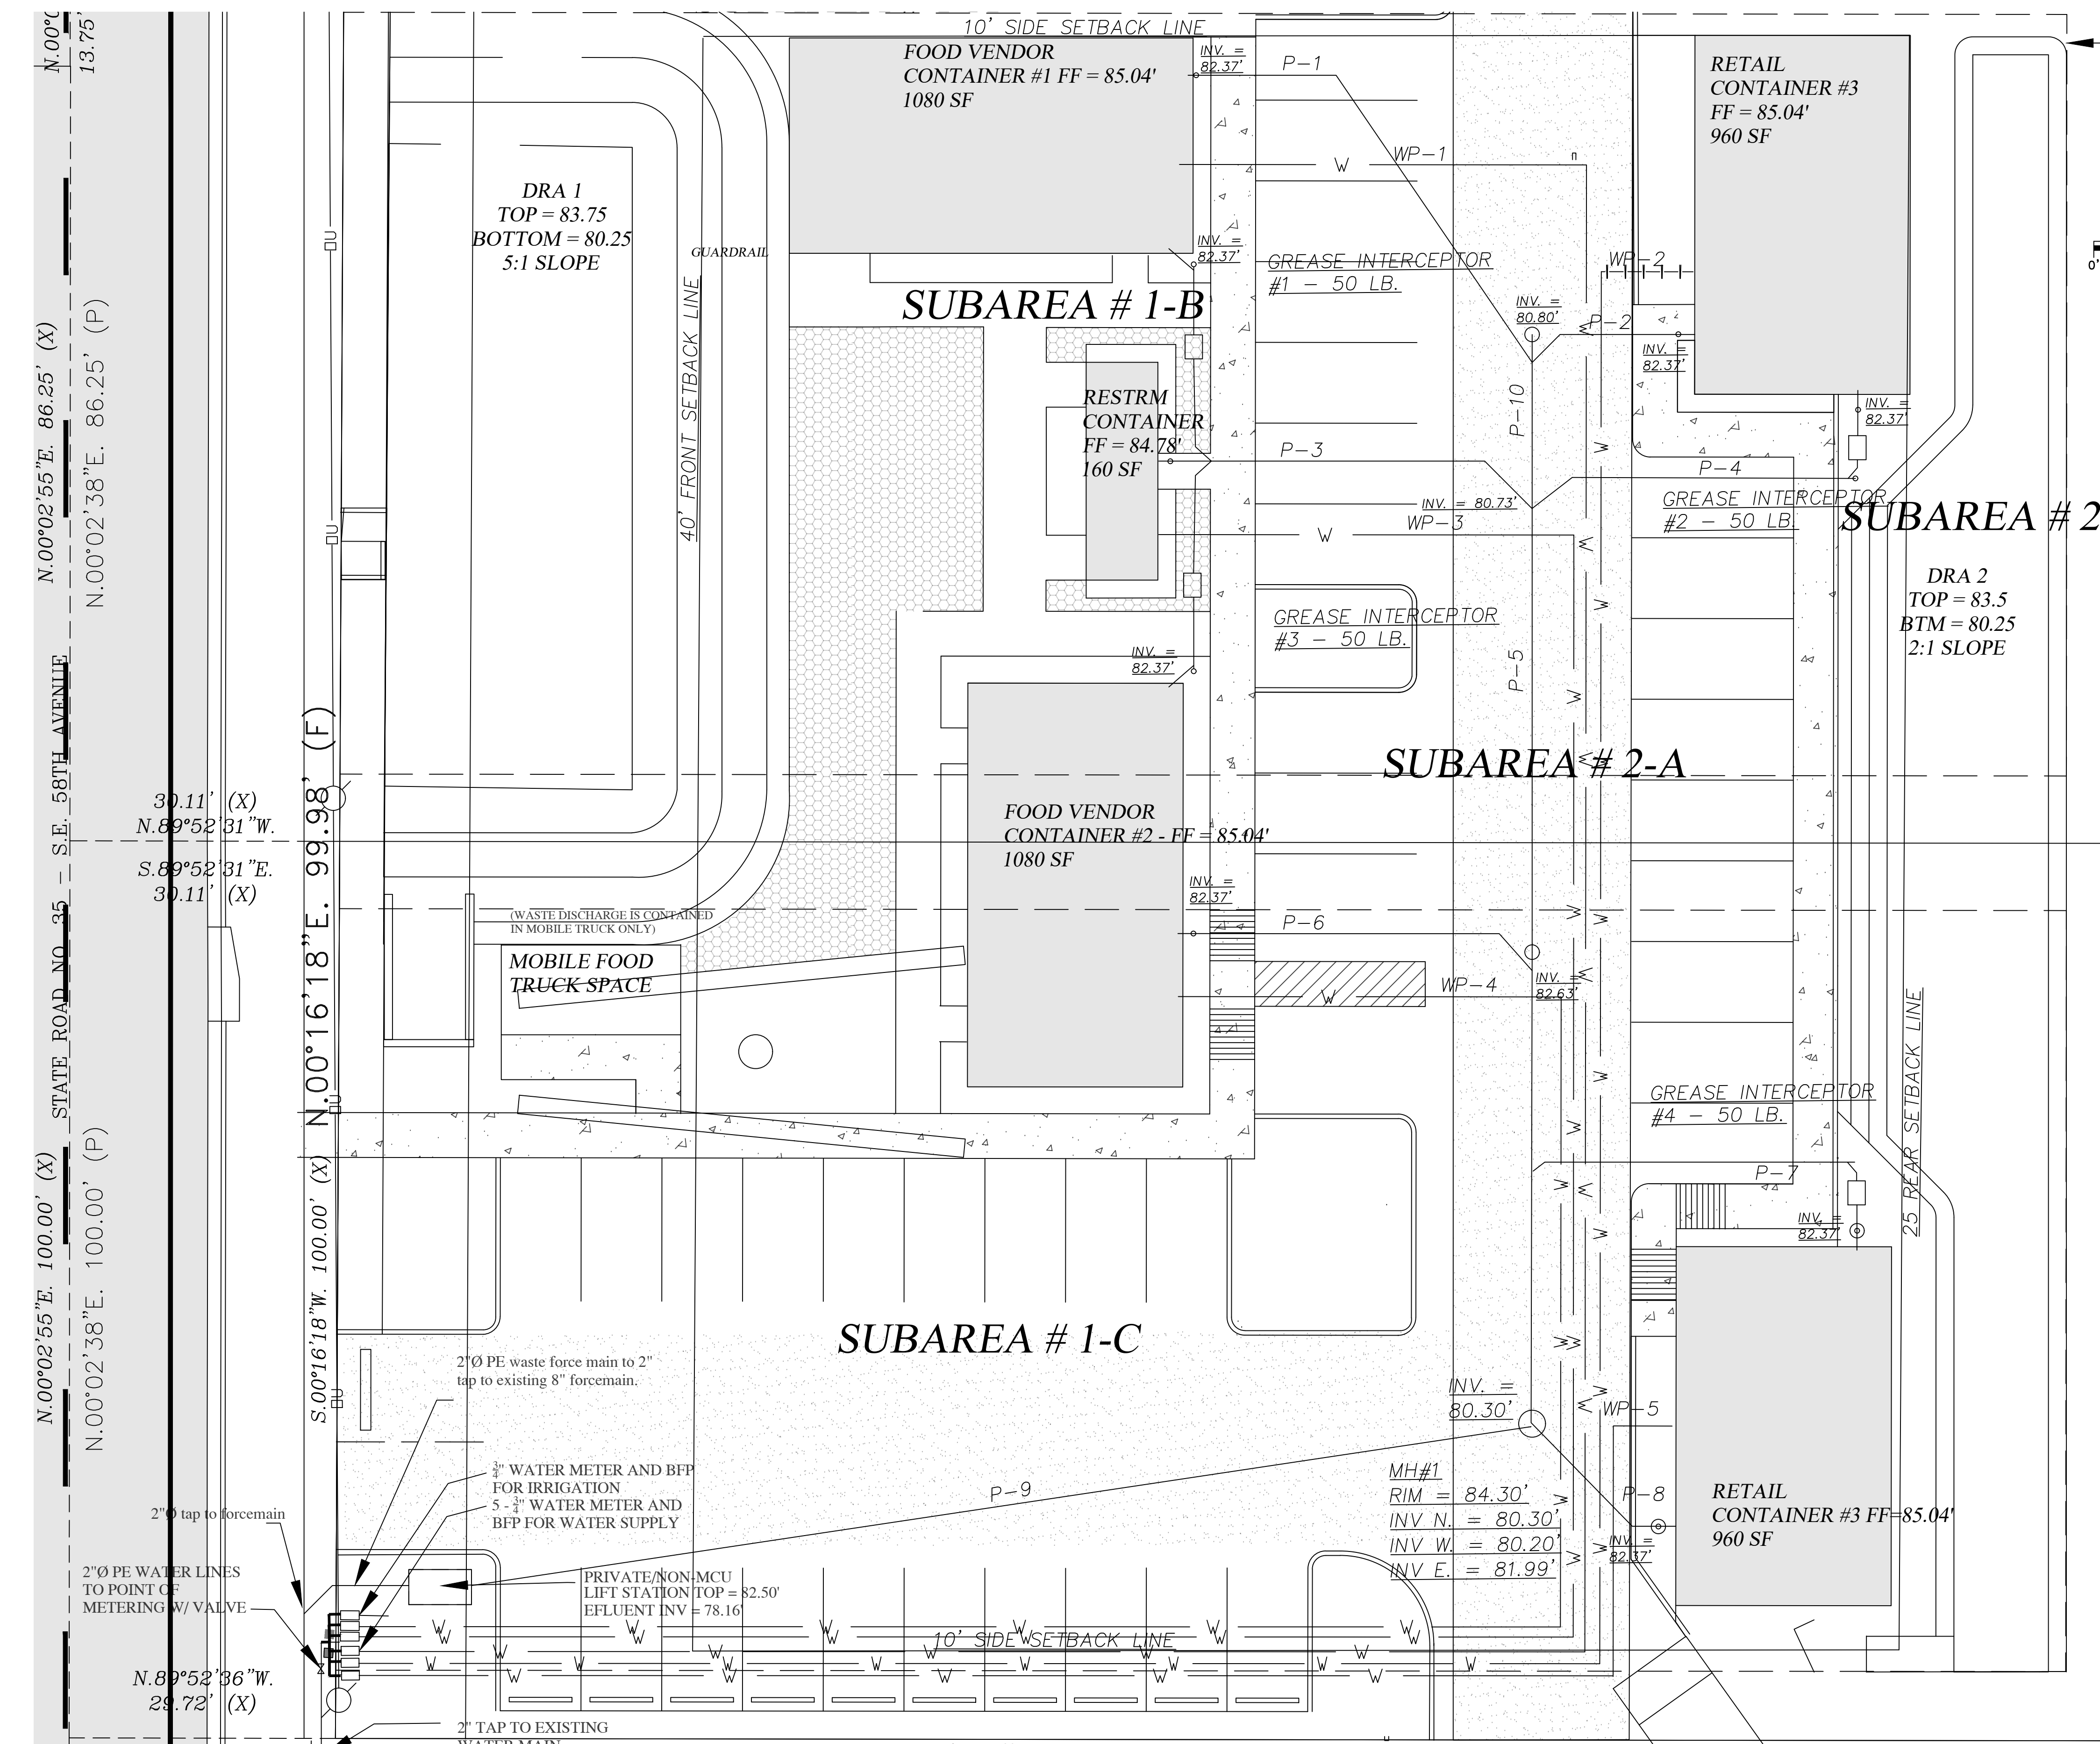 N.00°
13.75'
10' SIDE SETBACK LINE
FOOD VENDOR
CONTAINER #1 FF = 85.04'
1080 SF
INV. =
82.37'
P-1
RETAIL
CONTAINER #3
FF = 85.04'
960 SF
WP-1
W
DRA 1
TOP = 83.75
BOTTOM = 80.25
5:1 SLOPE
GUARDRAIL
INV. =
82.37'
GREASE INTERCEPTOR
#1 - 50 LB.
WP-2
0'
SUBAREA # 1-B
INV. =
80.80'
P-2
INV. =
82.37'
40' FRONT SETBACK LINE
N.00°02'55"E. 86.25' (X)
N.00°02'38"E. 86.25' (P)
RESTRM
CONTAINER
FF = 84.78'
160 SF
P-10
INV. =
82.37'
P-3
P-4
INV. = 80.73'
WP-3
W
GREASE INTERCEPTOR
#2 - 50 LB.
SUBAREA # 2
DRA 2
TOP = 83.5
BTM = 80.25
2:1 SLOPE
GREASE INTERCEPTOR
#3 - 50 LB.
INV. =
82.37'
P-5
SUBAREA # 2-A
STATE ROAD NO. 35 - S.E. 58TH AVENUE
30.11' (X)
N.89°52'31"W.
S.89°52'31"E.
30.11' (X)
N.00°16'18"E. 99.98' (F)
FOOD VENDOR
CONTAINER #2 - FF = 85.04'
1080 SF
INV. =
82.37'
P-6
(WASTE DISCHARGE IS CONTAINED
IN MOBILE TRUCK ONLY)
MOBILE FOOD
TRUCK SPACE
WP-4
W
INV. =
82.63'
25 REAR SETBACK LINE
GREASE INTERCEPTOR
#4 - 50 LB.
P-7
INV. =
82.37'
N.00°02'55"E. 100.00' (X)
N.00°02'38"E. 100.00' (P)
S.00°16'18"W. 100.00' (X)
SUBAREA # 1-C
2"Ø PE waste force main to 2"
tap to existing 8" forcemain.
INV. =
80.30'
WP-5
3/4" WATER METER AND BFP
FOR IRRIGATION
5 - 3/4" WATER METER AND
BFP FOR WATER SUPPLY
P-9
MH#1
RIM = 84.30'
INV N. = 80.30'
INV W. = 80.20'
INV E. = 81.99'
P-8
INV. =
82.37'
RETAIL
CONTAINER #3 FF=85.04'
960 SF
2"Ø tap to forcemain
2"Ø PE WATER LINES
TO POINT OF
METERING W/ VALVE
PRIVATE/NON-MCU
LIFT STATION TOP = 82.50'
EFLUENT INV = 78.16'
10' SIDE SETBACK LINE
N.89°52'36"W.
29.72' (X)
2" TAP TO EXISTING
WATER MAIN